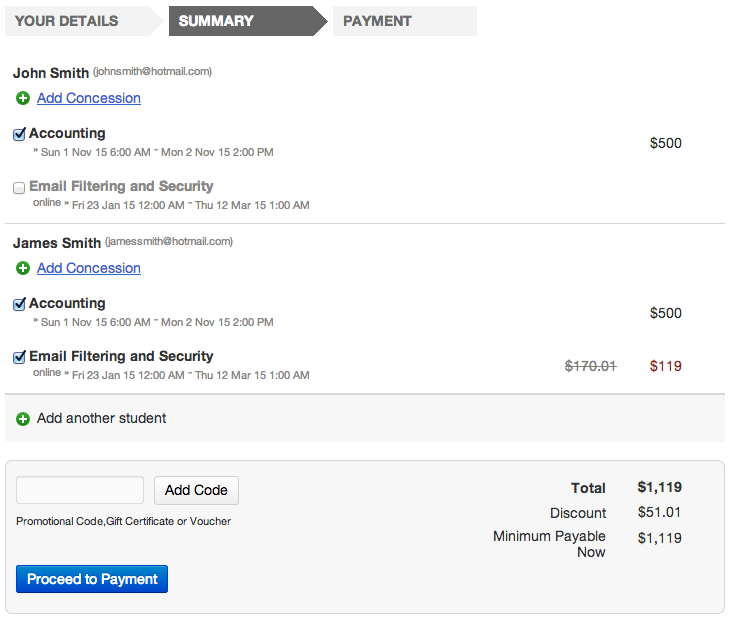 YOUR DETAILS SUMMARY PAYMENT
John Smith (johnsmith@hotmail.com)
Add Concession
Accounting
» Sun 1 Nov 15 6:00 AM - Mon 2 Nov 15 2:00 PM
$500
Email Filtering and Security
online » Fri 23 Jan 15 12:00 AM - Thu 12 Mar 15 1:00 AM
James Smith (jamessmith@hotmail.com)
Add Concession
Accounting
» Sun 1 Nov 15 6:00 AM - Mon 2 Nov 15 2:00 PM
$500
Email Filtering and Security
online » Fri 23 Jan 15 12:00 AM - Thu 12 Mar 15 1:00 AM
$170.01 $119
Add another student
Add Code
Promotional Code,Gift Certificate or Voucher
Proceed to Payment
Total $1,119
Discount $51.01
Minimum Payable $1,119
Now